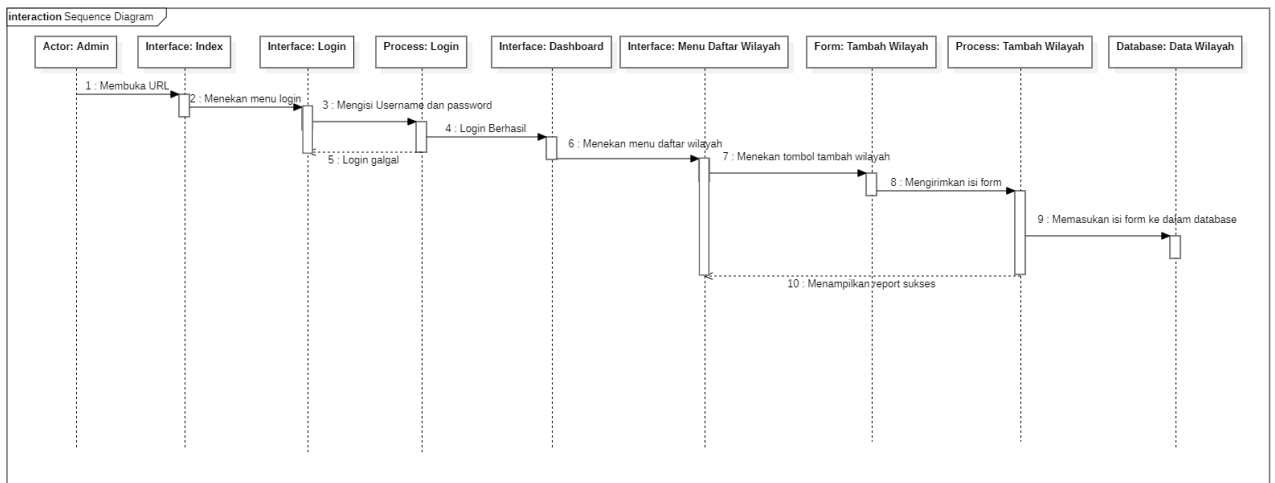 interaction Sequence Diagram
Actor: Admin
Interface: Index
Interface: Login
Process: Login
Interface: Dashboard
Interface: Menu Daftar Wilayah
Form: Tambah Wilayah
Process: Tambah Wilayah
Database: Data Wilayah
1 : Membuka URL
2 : Menekan menu login
3 : Mengisi Username dan password
4 : Login Berhasil
5 : Login galgal
6 : Menekan menu daftar wilayah
7 : Menekan tombol tambah wilayah
8 : Mengirimkan isi form
9 : Memasukan isi form ke dalam database
10 : Menampilkan report sukses